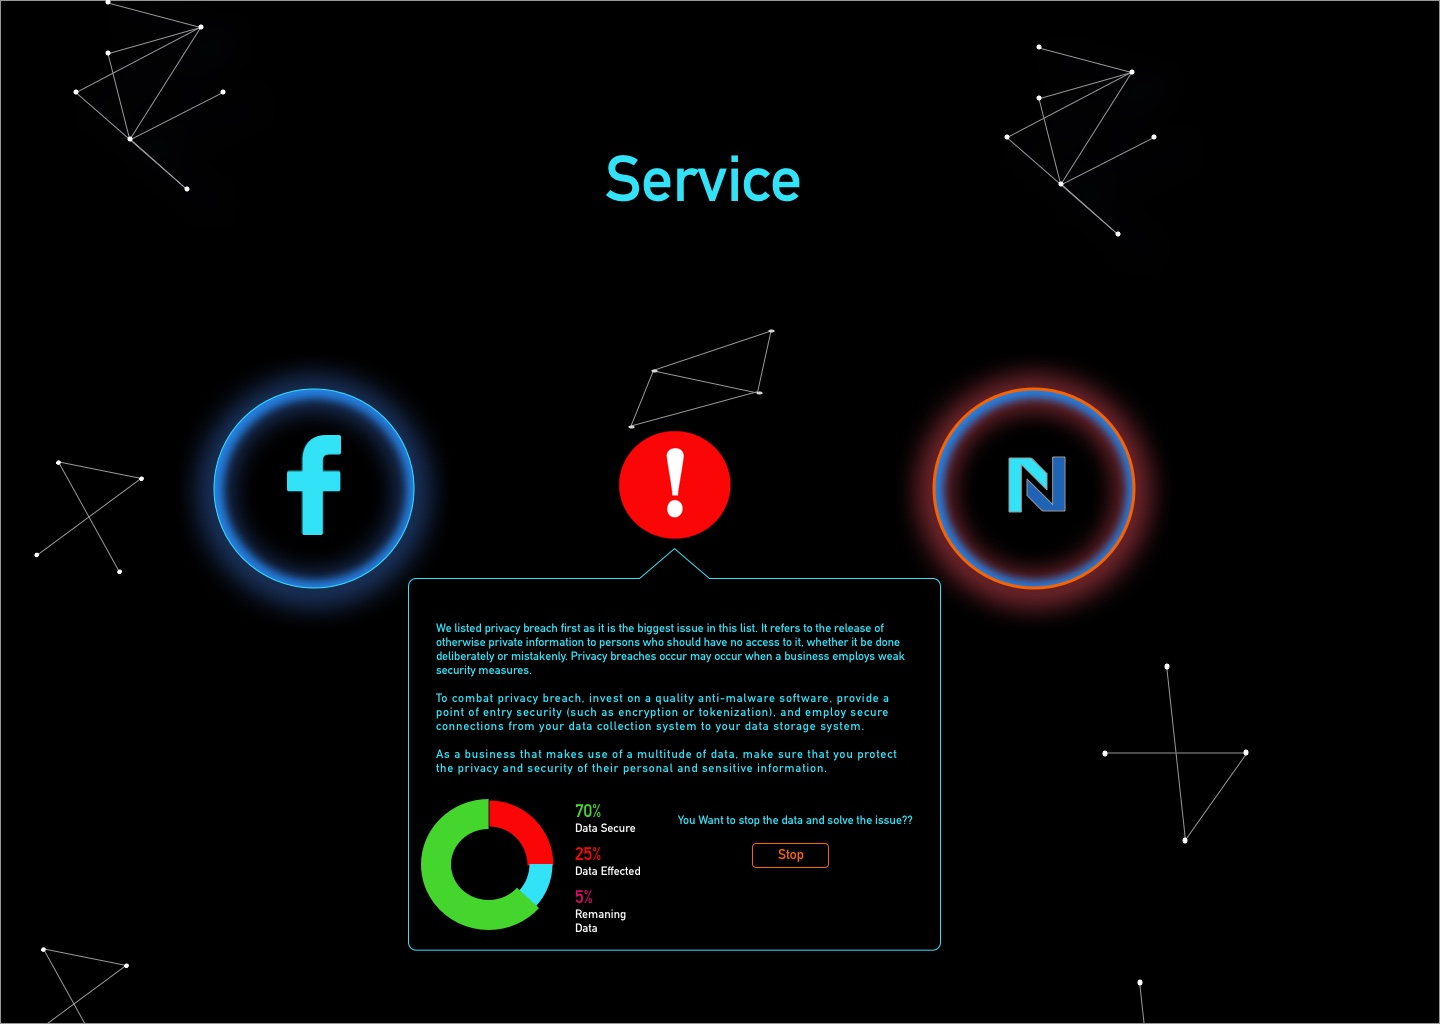 Service
We listed privacy breach first as it is the biggest issue in this list. It refers to the release of
otherwise private information to persons who should have no access to it, whether it be done
deliberately or mistakenly. Privacy breaches occur may occur when a business employs weak
security measures.
To combat privacy breach, invest on a quality anti-malware software, provide a
point of entry security (such as encryption or tokenization), and employ secure
connections from your data collection system to your data storage system.
As a business that makes use of a multitude of data, make sure that you protect
the privacy and security of their personal and sensitive information.
70%
Data Secure
25%
Data Effected
5%
Remaning
Data
You Want to stop the data and solve the issue??
Stop